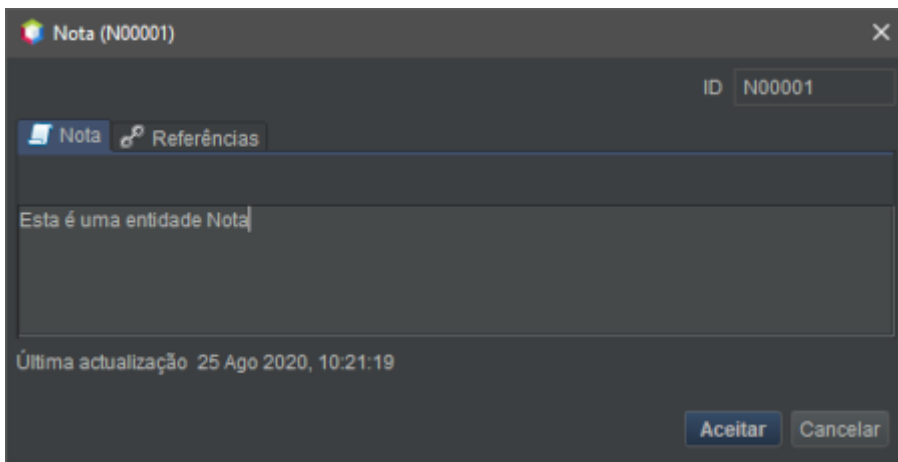 Nota (N00001)
ID N00001
Nota Referências
Esta é uma entidade Nota
Última actualização 25 Ago 2020, 10:21:19
Aceitar Cancelar